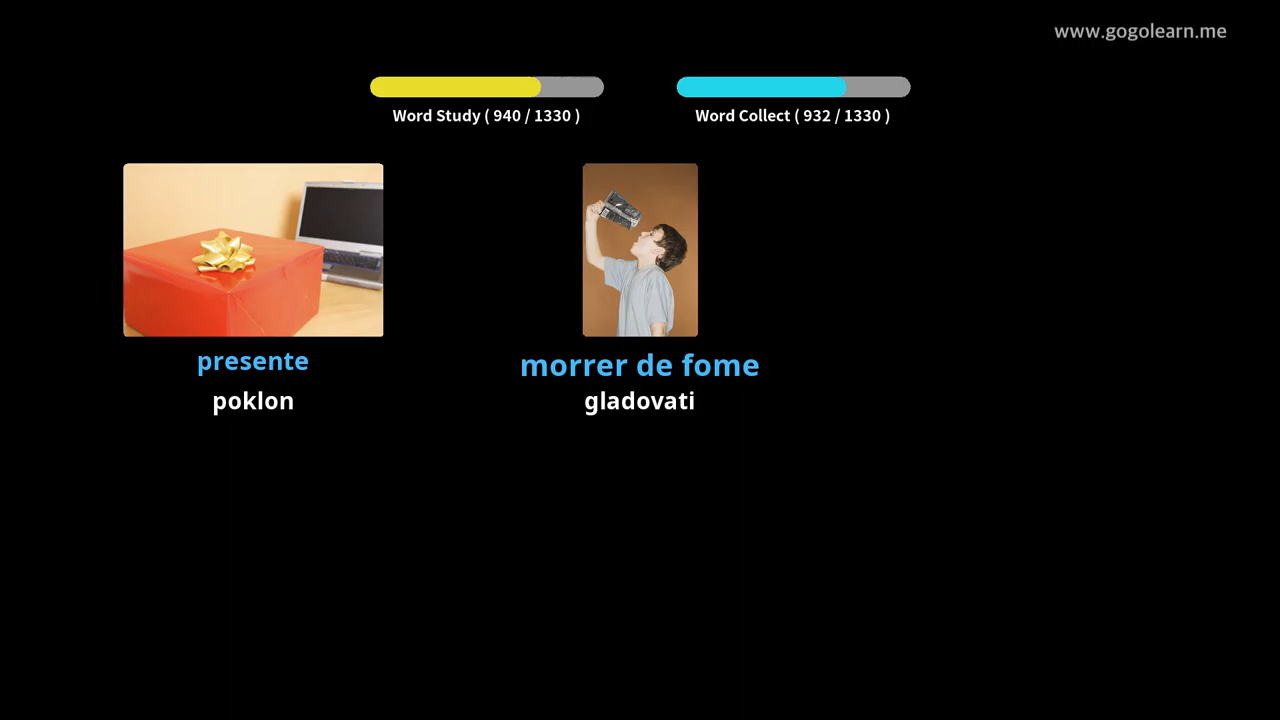 www.gogolearn.me
Word Study ( 940 / 1330 )
Word Collect ( 932 / 1330 )
presente
poklon
morrer de fome
gladovati